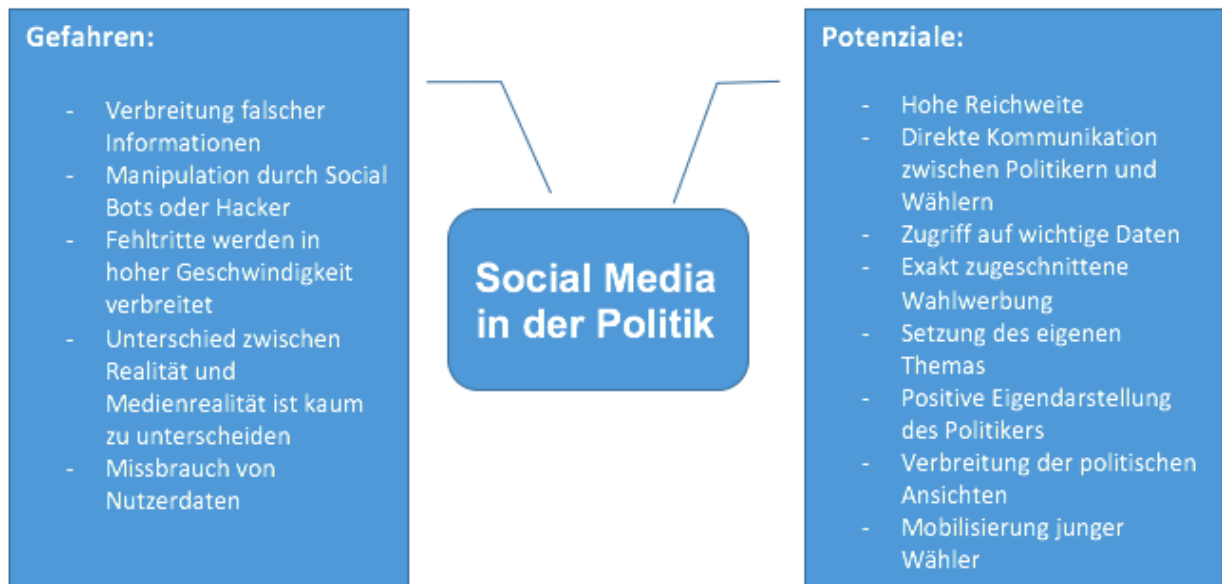 Gefahren:
- Verbreitung falscher
Informationen
- Manipulation durch Social
Bots oder Hacker
- Fehltritte werden in
hoher Geschwindigkeit
verbreitet
- Unterschied zwischen
Realität und
Medienrealität ist kaum
zu unterscheiden
- Missbrauch von
Nutzerdaten
Social Media
in der Politik
Potenziale:
- Hohe Reichweite
- Direkte Kommunikation
zwischen Politikern und
Wählern
- Zugriff auf wichtige Daten
- Exakt zugeschnittene
Wahlwerbung
- Setzung des eigenen
Themas
- Positive Eigendarstellung
des Politikers
- Verbreitung der politischen
Ansichten
- Mobilisierung junger
Wähler